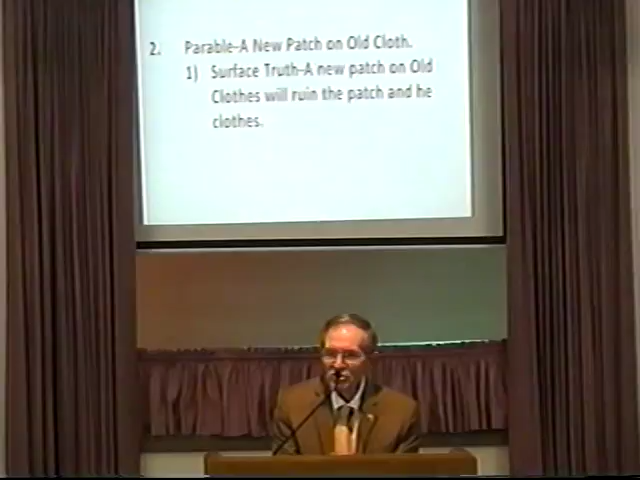 2. Parable–A New Patch on Old Cloth.
1) Surface Truth–A new patch on Old
Clothes will ruin the patch and he
clothes.